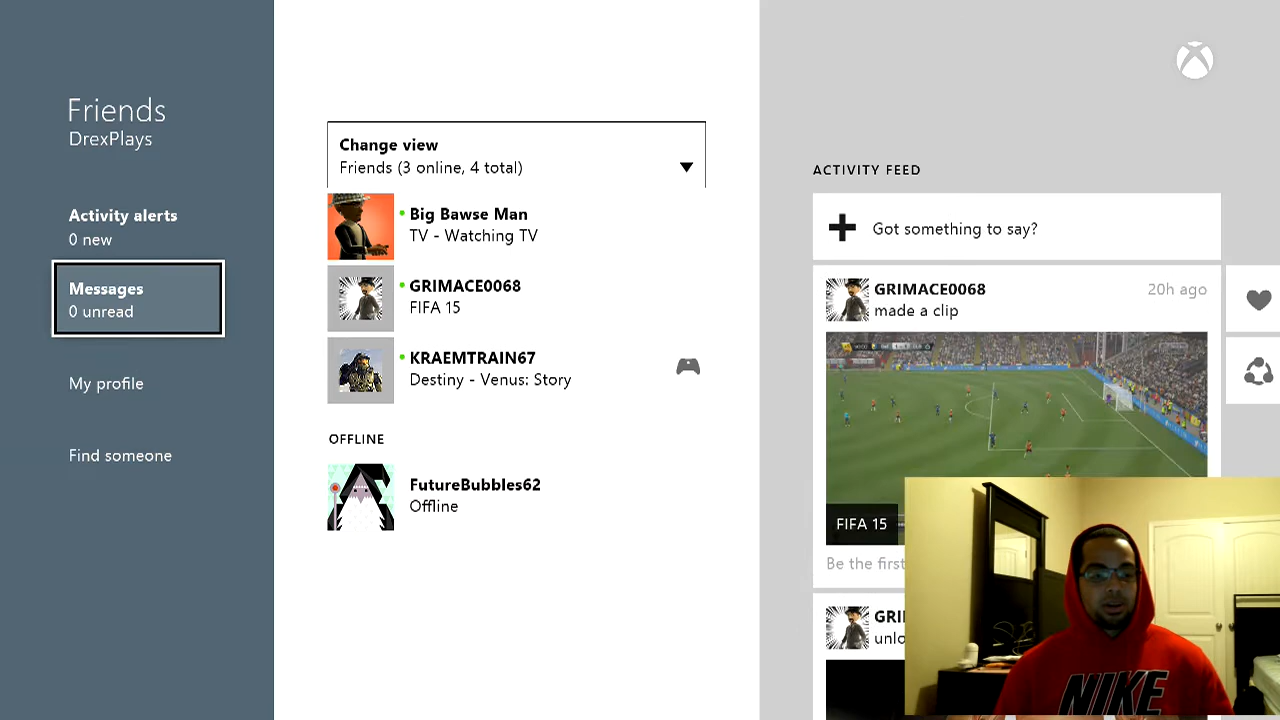 Friends
DrexPlays
Activity alerts
0 new
Messages
0 unread
My profile
Find someone
Change view
Friends (3 online, 4 total)
Big Bawse Man
TV - Watching TV
GRIMACE0068
FIFA 15
KRAEMTRAIN67
Destiny - Venus: Story
OFFLINE
FutureBubbles62
Offline
ACTIVITY FEED
Got something to say?
GRIMACE0068
20h ago
made a clip
FIFA 15
Be the first
GRI
unlo
NIKE